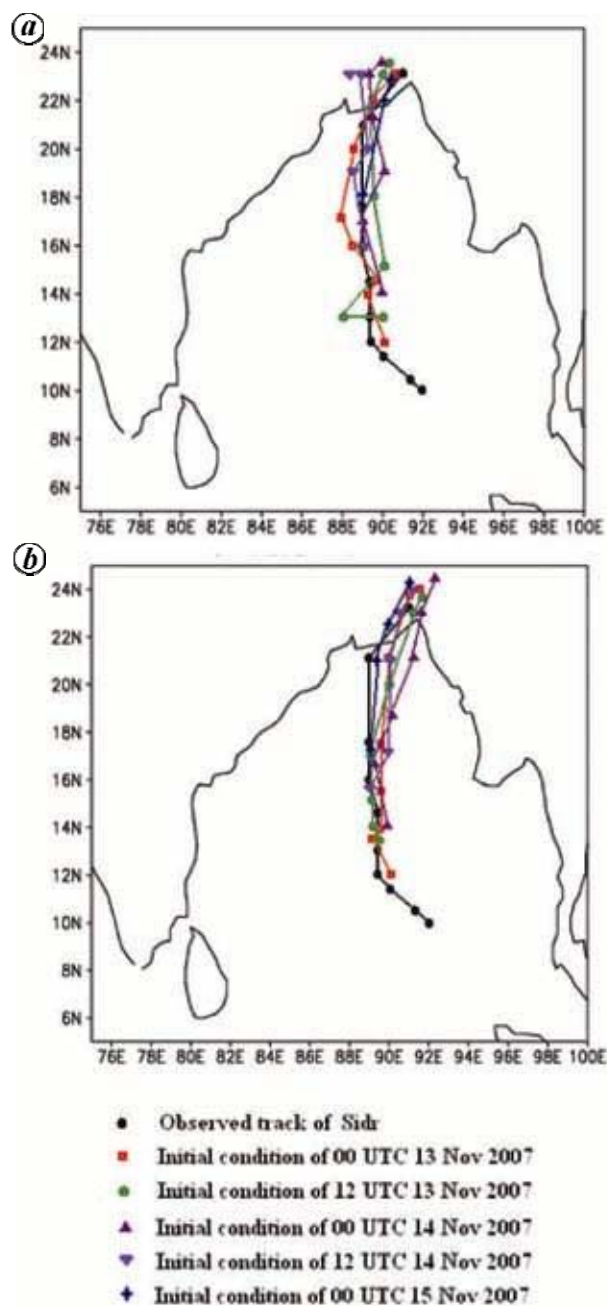 a
24N
22N
20N
18N
16N
14N
12N
10N
8N
6N
76E 78E 80E 82E 84E 86E 88E 90E 92E 94E 96E 98E 100E
b
24N
22N
20N
18N
16N
14N
12N
10N
8N
6N
76E 78E 80E 82E 84E 86E 88E 90E 92E 94E 96E 98E 100E
Observed track of Sidr
Initial condition of 00 UTC 13 Nov 2007
Initial condition of 12 UTC 13 Nov 2007
Initial condition of 00 UTC 14 Nov 2007
Initial condition of 12 UTC 14 Nov 2007
Initial condition of 00 UTC 15 Nov 2007